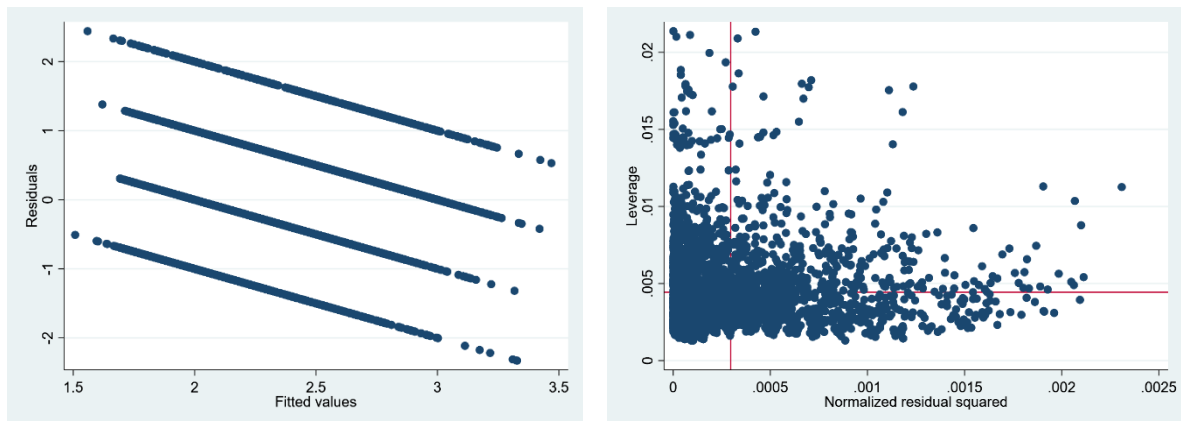 Residuals
2
1
0
-1
-2
1.5 2 2.5 3 3.5
Fitted values
Leverage
.02
.015
.01
.005
0
0 .0005 .001 .0015 .002 .0025
Normalized residual squared